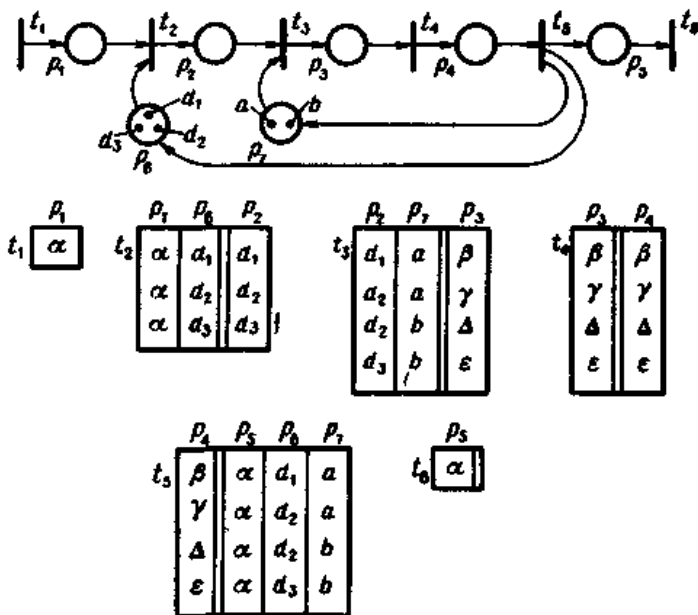 t₁ t₂ t₃ t₄ t₅ t₆
p₁ p₂ p₃ p₄ p₅
d₁ a b
d₃ d₂
p₆ p₇
p₁
t₁ α
p₁ p₆ p₂
t₂ α d₁ d₁
α d₂ d₂
α d₃ d₃
p₂ p₇ p₃
t₃ d₁ a β
d₂ a γ
d₂ b Δ
d₃ b ε
p₃ p₄
t₄ β β
γ γ
Δ Δ
ε ε
p₄ p₅ p₆ p₇
t₅ β α d₁ a
γ α d₂ a
Δ α d₂ b
ε α d₃ b
p₅
t₆ α